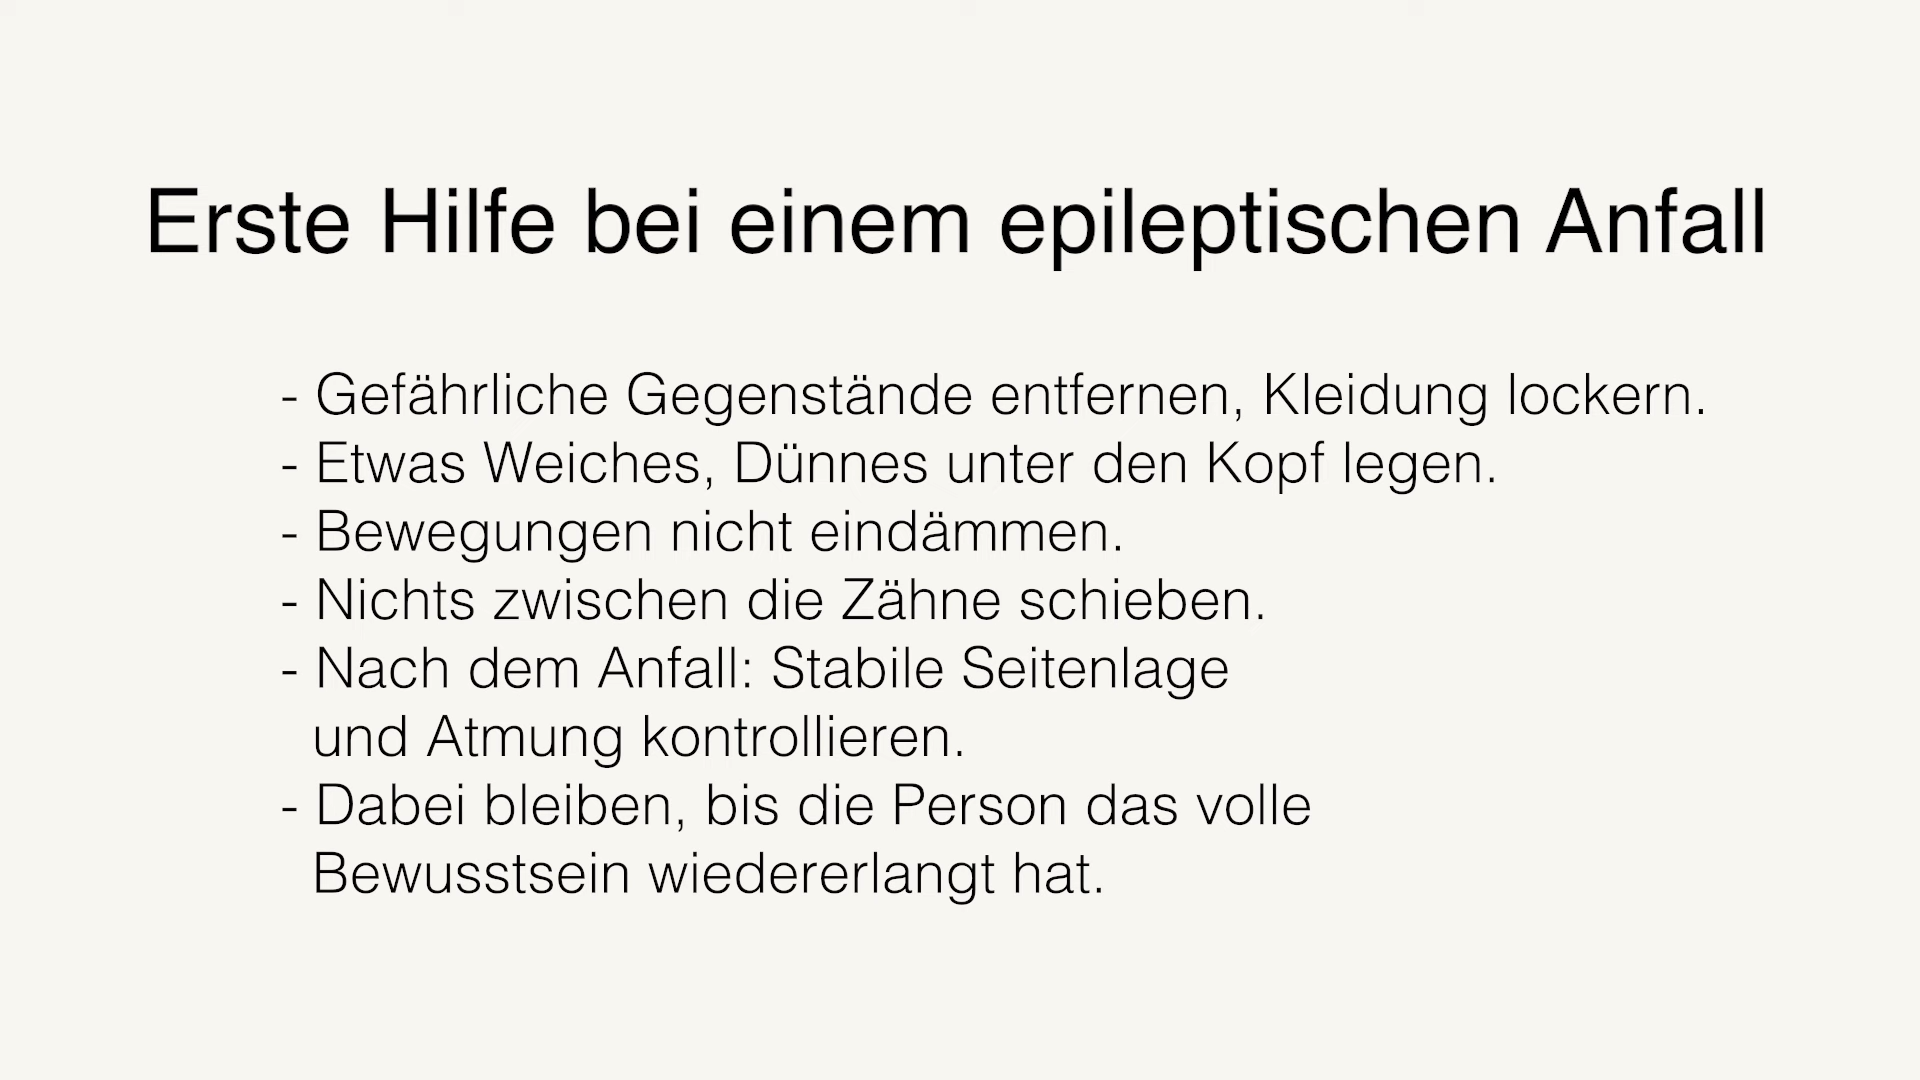 Erste Hilfe bei einem epileptischen Anfall
- Gefährliche Gegenstände entfernen, Kleidung lockern.
- Etwas Weiches, Dünnes unter den Kopf legen.
- Bewegungen nicht eindämmen.
- Nichts zwischen die Zähne schieben.
- Nach dem Anfall: Stabile Seitenlage
und Atmung kontrollieren.
- Dabei bleiben, bis die Person das volle
Bewusstsein wiedererlangt hat.